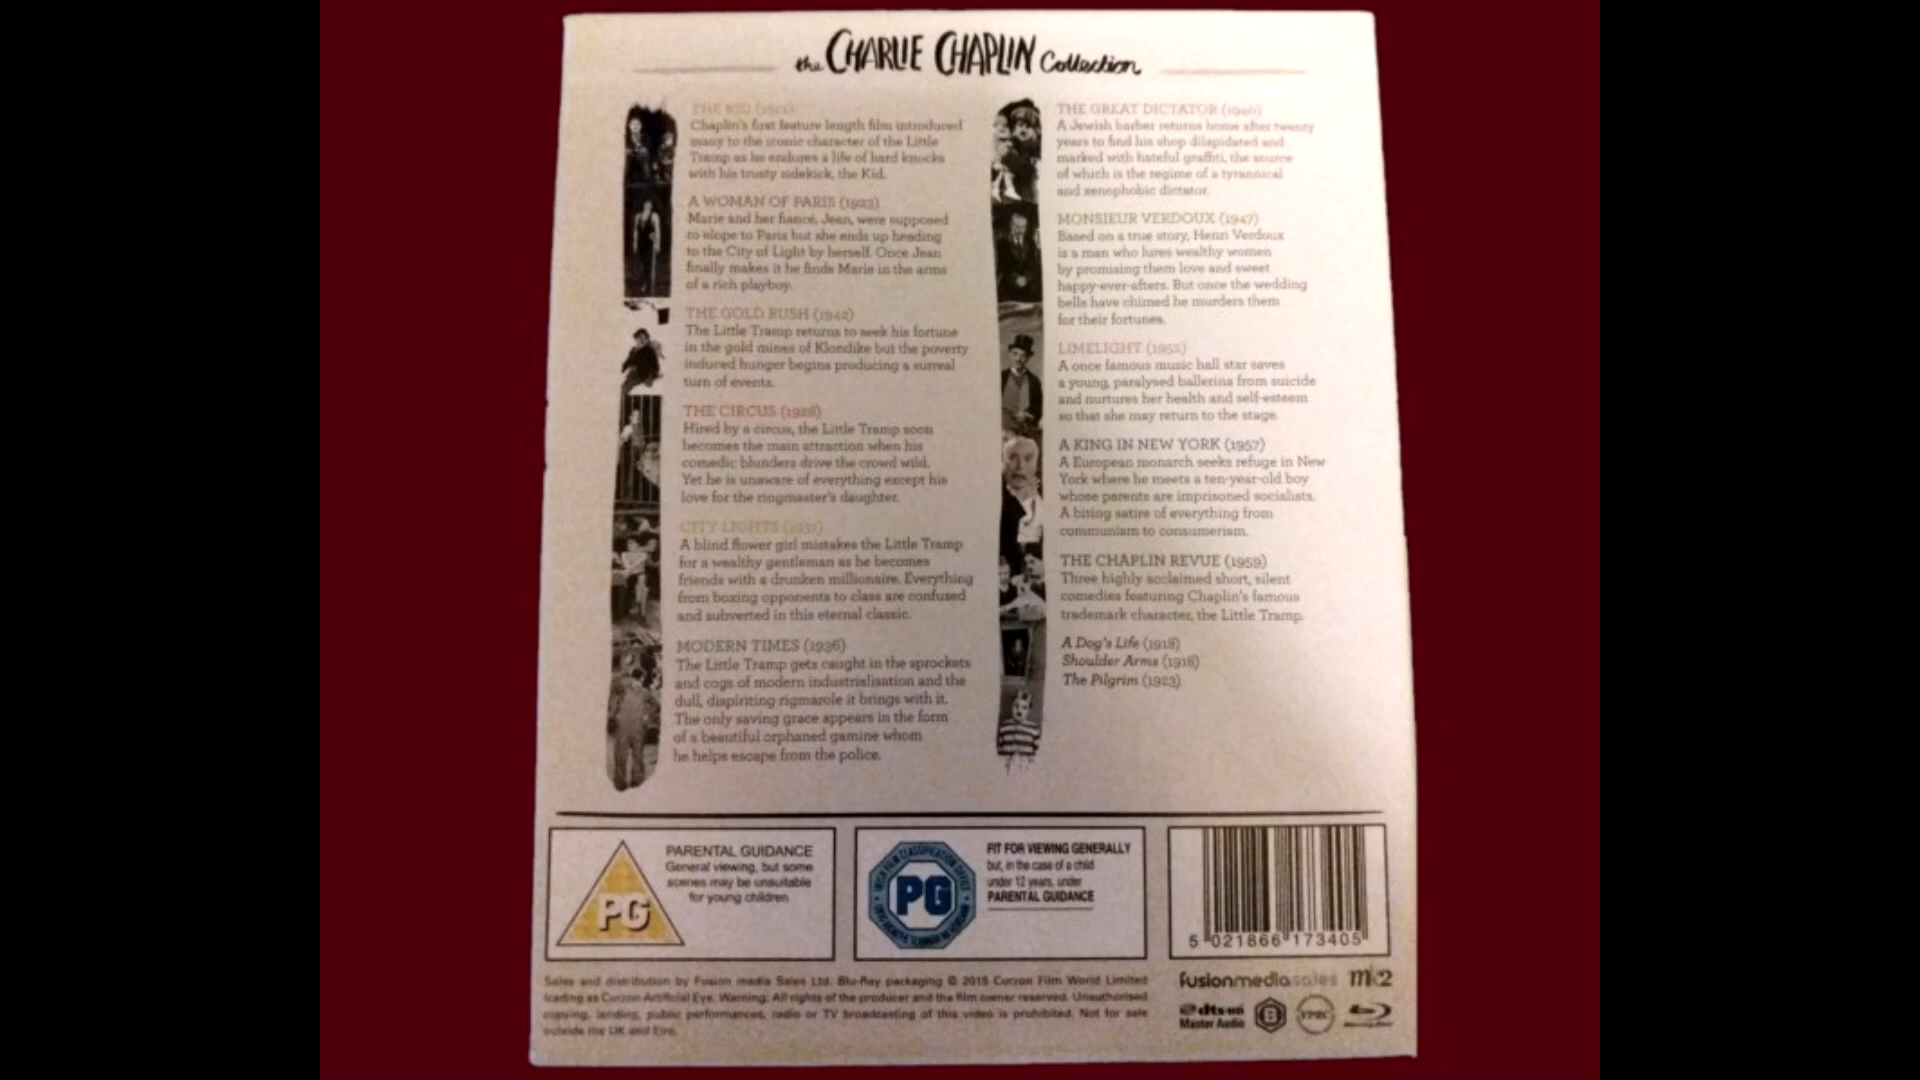 the CHARLIE CHAPLIN Collection
THE KID (1921)
Chaplin's first feature length film introduced
many to the iconic character of the Little
Tramp as he endures a life of hard knocks
with his trusty sidekick, the Kid.
A WOMAN OF PARIS (1923)
Marie and her fiancé, Jean, were supposed
to elope to Paris but she ends up heading
to the City of Light by herself. Once Jean
finally makes it he finds Marie in the arms
of a rich playboy.
THE GOLD RUSH (1942)
The Little Tramp returns to seek his fortune
in the gold mines of Klondike but the poverty
induced hunger begins producing a surreal
turn of events.
THE CIRCUS (1928)
Hired by a circus, the Little Tramp soon
becomes the main attraction when his
comedic blunders drive the crowd wild.
Yet he is unaware of everything except his
love for the ringmaster's daughter.
CITY LIGHTS (1931)
A blind flower girl mistakes the Little Tramp
for a wealthy gentleman as he becomes
friends with a drunken millionaire. Everything
from boxing opponents to class are confused
and subverted in this eternal classic.
MODERN TIMES (1936)
The Little Tramp gets caught in the sprockets
and cogs of modern industrialisation and the
dull, dispiriting rigmarole it brings with it.
The only saving grace appears in the form
of a beautiful orphaned gamine whom
he helps escape from the police.
THE GREAT DICTATOR (1940)
A Jewish barber returns home after twenty
years to find his shop dilapidated and
marked with hateful graffiti, the source
of which is the regime of a tyrannical
and xenophobic dictator.
MONSIEUR VERDOUX (1947)
Based on a true story, Henri Verdoux
is a man who lures wealthy women
by promising them love and sweet
happy-ever-afters. But once the wedding
bells have chimed he murders them
for their fortunes.
LIMELIGHT (1952)
A once famous music hall star saves
a young, paralysed ballerina from suicide
and nurtures her health and self-esteem
so that she may return to the stage.
A KING IN NEW YORK (1957)
A European monarch seeks refuge in New
York where he meets a ten-year-old boy
whose parents are imprisoned socialists.
A biting satire of everything from
communism to consumerism.
THE CHAPLIN REVUE (1959)
Three highly acclaimed short, silent
comedies featuring Chaplin's famous
trademark character, the Little Tramp.
A Dog's Life (1918)
Shoulder Arms (1918)
The Pilgrim (1923)
PG
PARENTAL GUIDANCE
General viewing, but some
scenes may be unsuitable
for young children
IRISH FILM CLASSIFICATION OFFICE
PG
FIT FOR VIEWING GENERALLY
but, in the case of a child
under 12 years, under
PARENTAL GUIDANCE
5 021866 173405
Sales and distribution by Fusion media Sales Ltd. Blu-Ray packaging © 2015 Curzon Film World Limited
trading as Curzon Artificial Eye. Warning: All rights of the producer and the film owner reserved. Unauthorised
copying, lending, public performances, radio or TV broadcasting of this video is prohibited. Not for sale
outside the UK and Eire.
fusionmediasales mk2
dts-HD
Master Audio
B